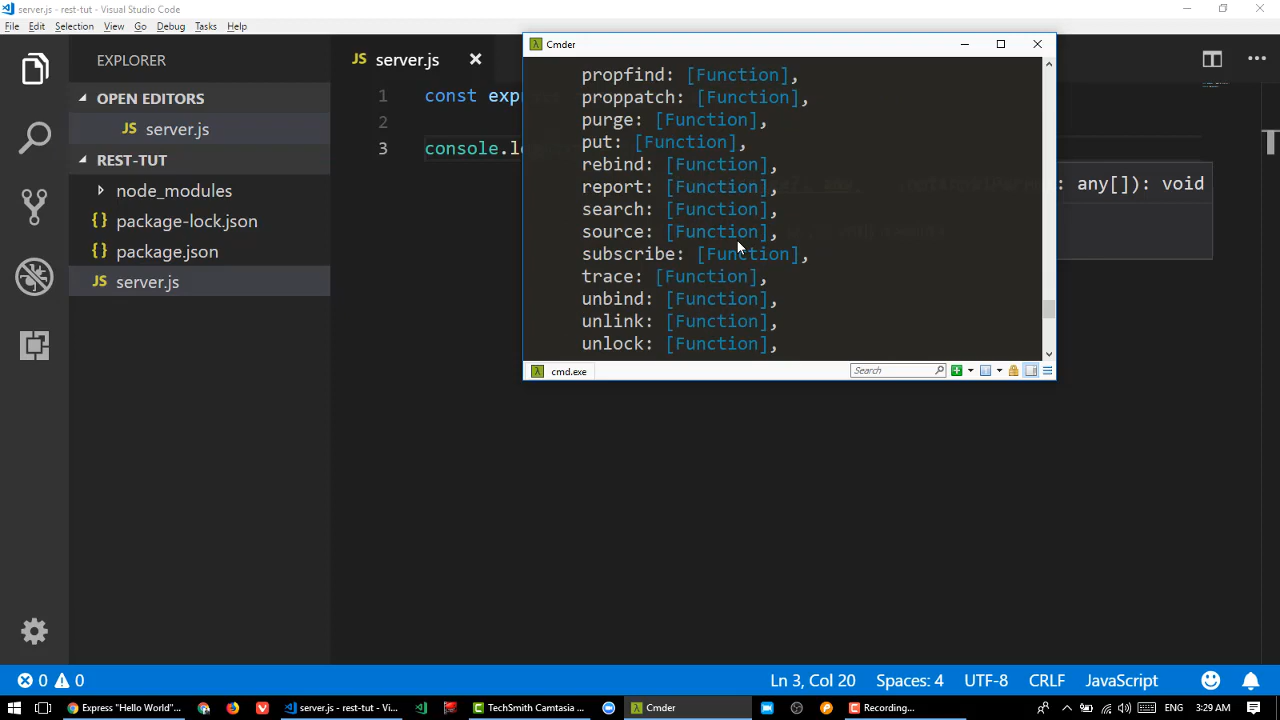 server.js - rest-tut - Visual Studio Code
File Edit Selection View Go Debug Tasks Help
EXPLORER
OPEN EDITORS
JS server.js
REST-TUT
node_modules
{} package-lock.json
{} package.json
JS server.js
JS server.js
1 const exp
2
3 console.l
: any[]): void
Cmder
propfind: [Function],
proppatch: [Function],
purge: [Function],
put: [Function],
rebind: [Function],
report: [Function],
search: [Function],
source: [Function],
subscribe: [Function],
trace: [Function],
unbind: [Function],
unlink: [Function],
unlock: [Function],
cmd.exe
Search
0 0
Ln 3, Col 20 Spaces: 4 UTF-8 CRLF JavaScript
Express "Hello World"... server.js - rest-tut - Vi... TechSmith Camtasia ... Cmder Recording... ENG 3:29 AM